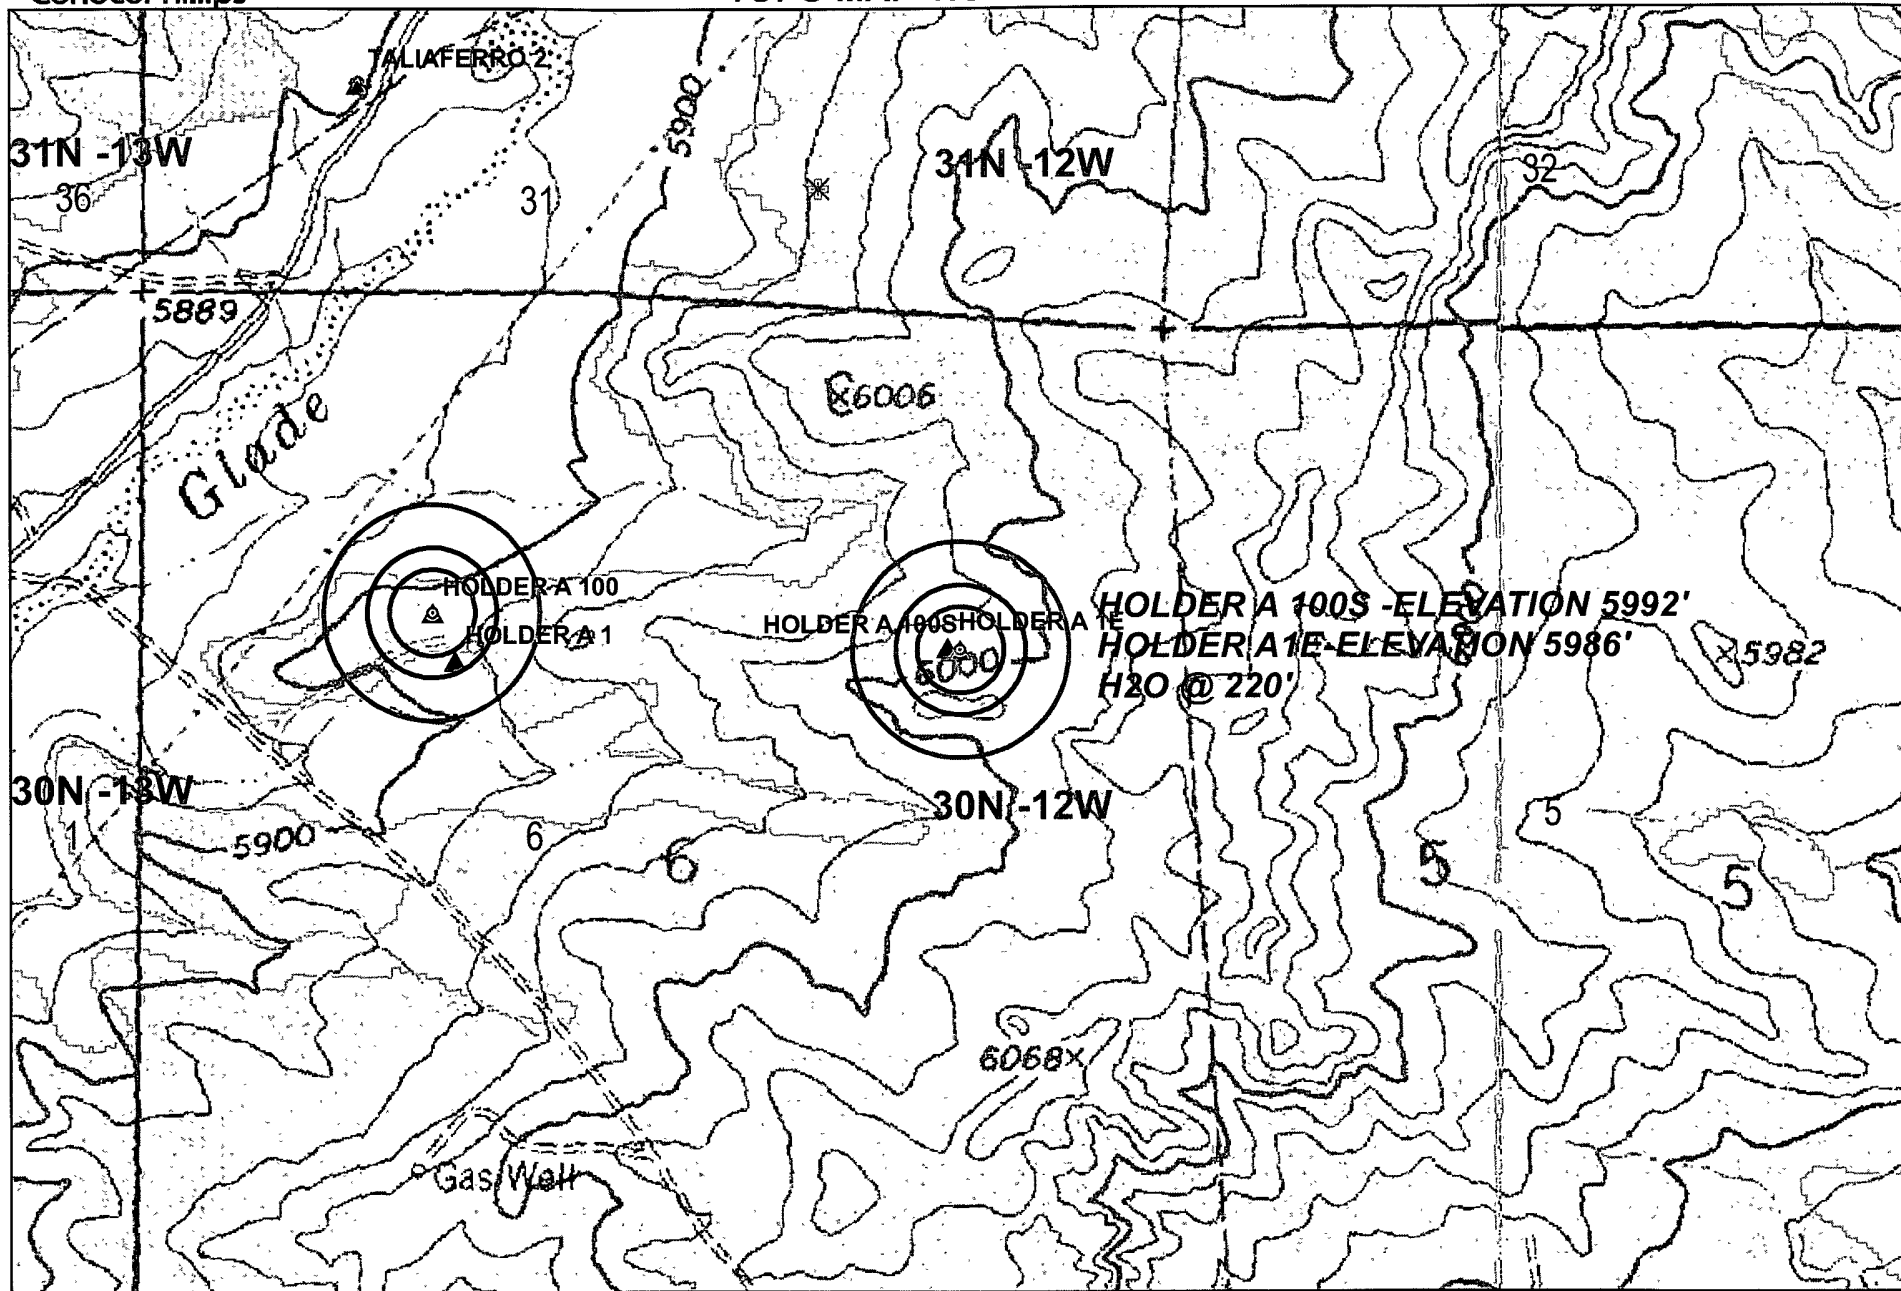 TALIAFERRO 2
5900
31N -13W
31N -12W
36
31
32
5889
6006
Glade
HOLDER A 100
HOLDER A 1
HOLDER A 100S
HOLDER A 1E
HOLDER A 100S -ELEVATION 5992'
HOLDER A1E-ELEVATION 5986'
H2O @ 220'
6000
5982
30N -13W
30N -12W
1
5900
6
6
5
5
5
6068
Gas Well